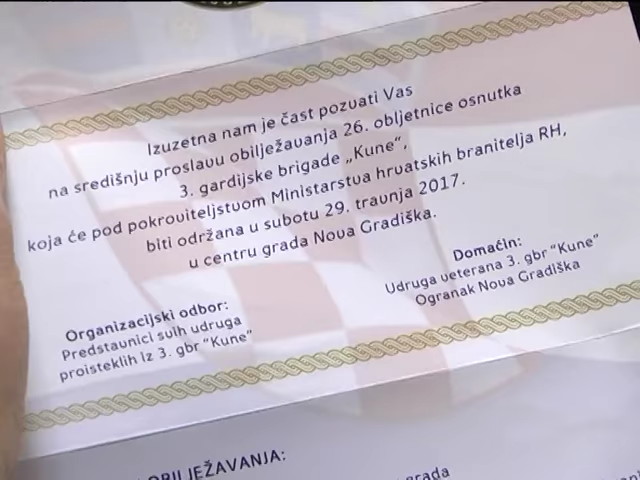 Izuzetna nam je čast pozvati Vas
na središnju proslavu obilježavanja 26. obljetnice osnutka
3. gardijske brigade „Kune“,
koja će pod pokroviteljstvom Ministarstva hrvatskih branitelja RH,
biti održana u subotu 29. travnja 2017.
u centru grada Nova Gradiška.
Organizacijski odbor:
Predstavnici svih udruga
proisteklih iz 3. gbr "Kune"
Domaćin:
Udruga veterana 3. gbr "Kune"
Ogranak Nova Gradiška
OBILJEŽAVANJA:
grada